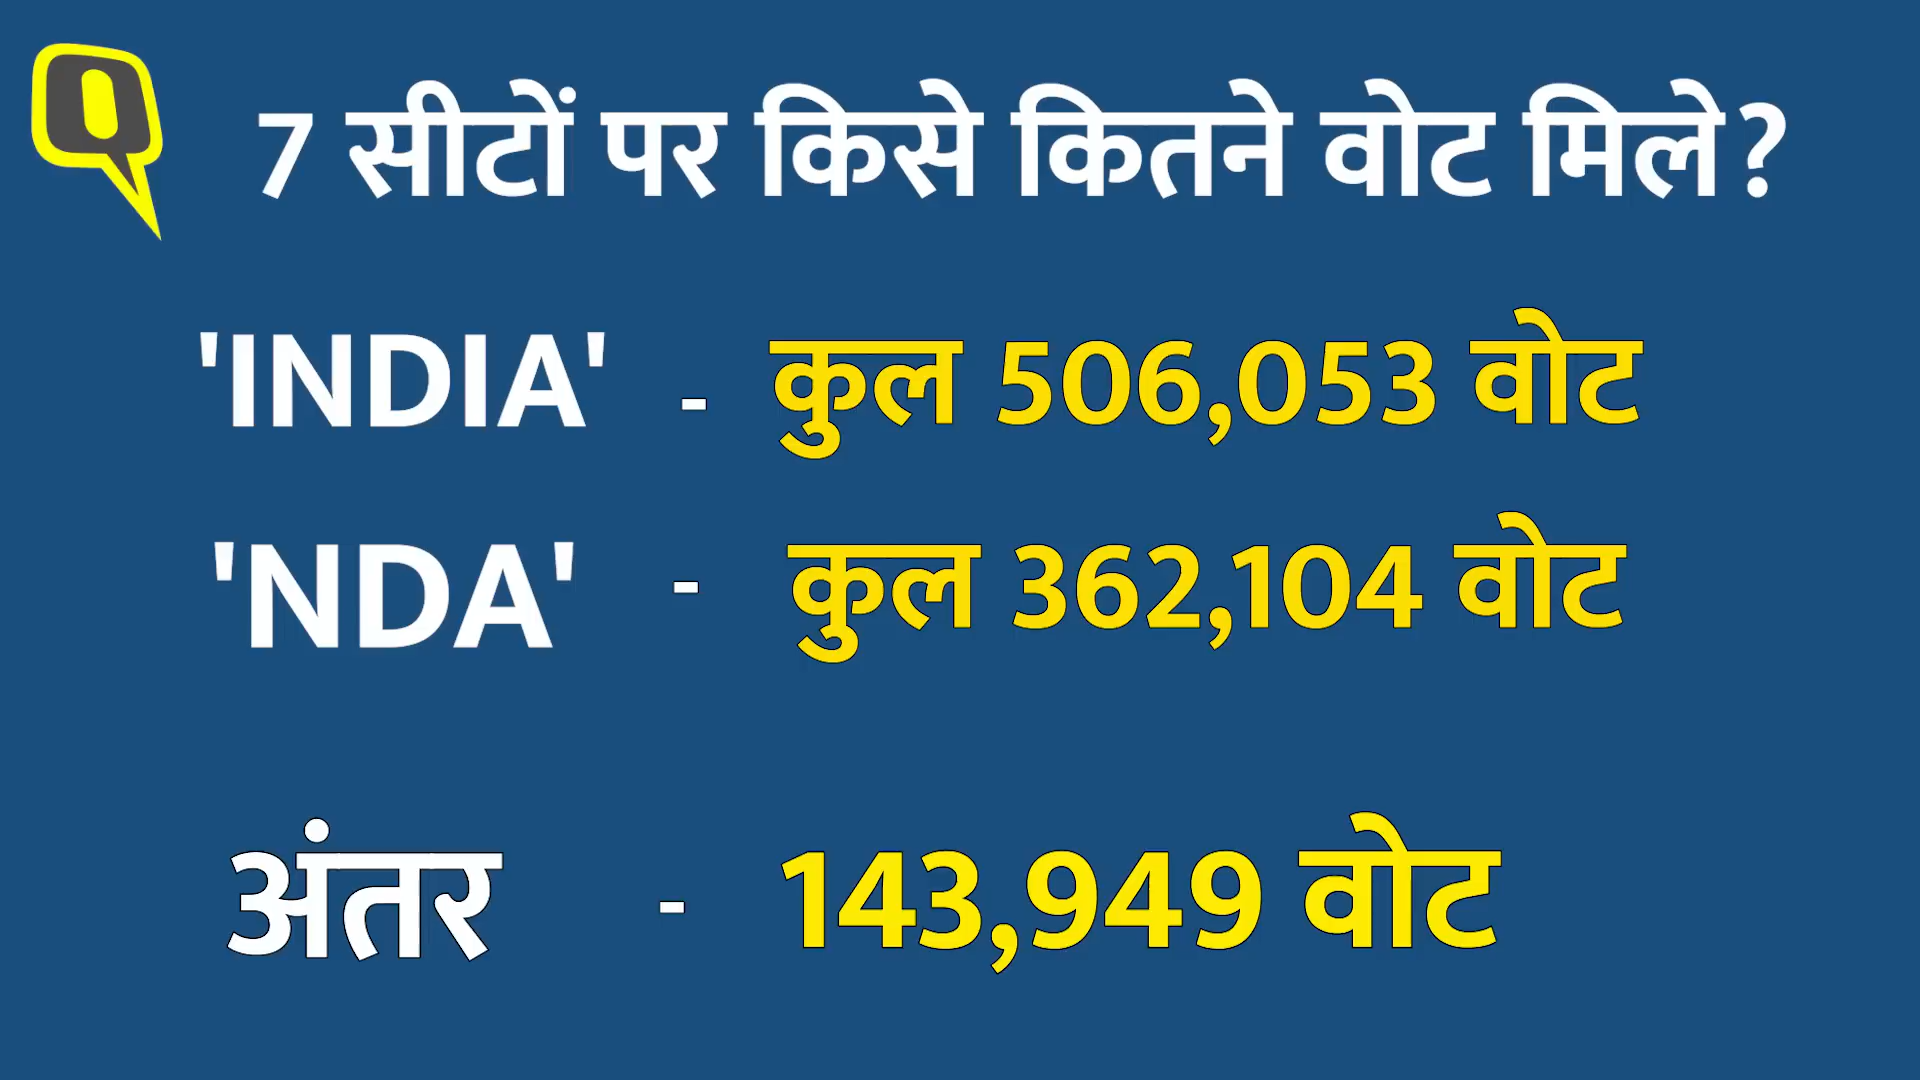 7 सीटों पर किसे कितने वोट मिले?
'INDIA' - कुल 506,053 वोट
'NDA' - कुल 362,104 वोट
अंतर - 143,949 वोट